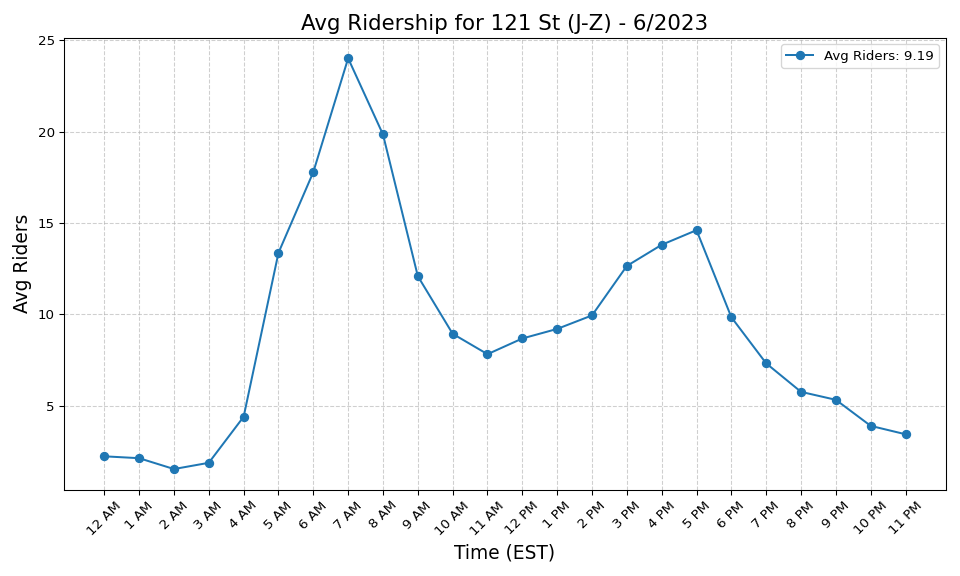 Avg Ridership for 121 St (J-Z) - 6/2023
Avg Riders: 9.19
25
20
15
10
5
Avg Riders
12 AM
1 AM
2 AM
3 AM
4 AM
5 AM
6 AM
7 AM
8 AM
9 AM
10 AM
11 AM
12 PM
1 PM
2 PM
3 PM
4 PM
5 PM
6 PM
7 PM
8 PM
9 PM
10 PM
11 PM
Time (EST)